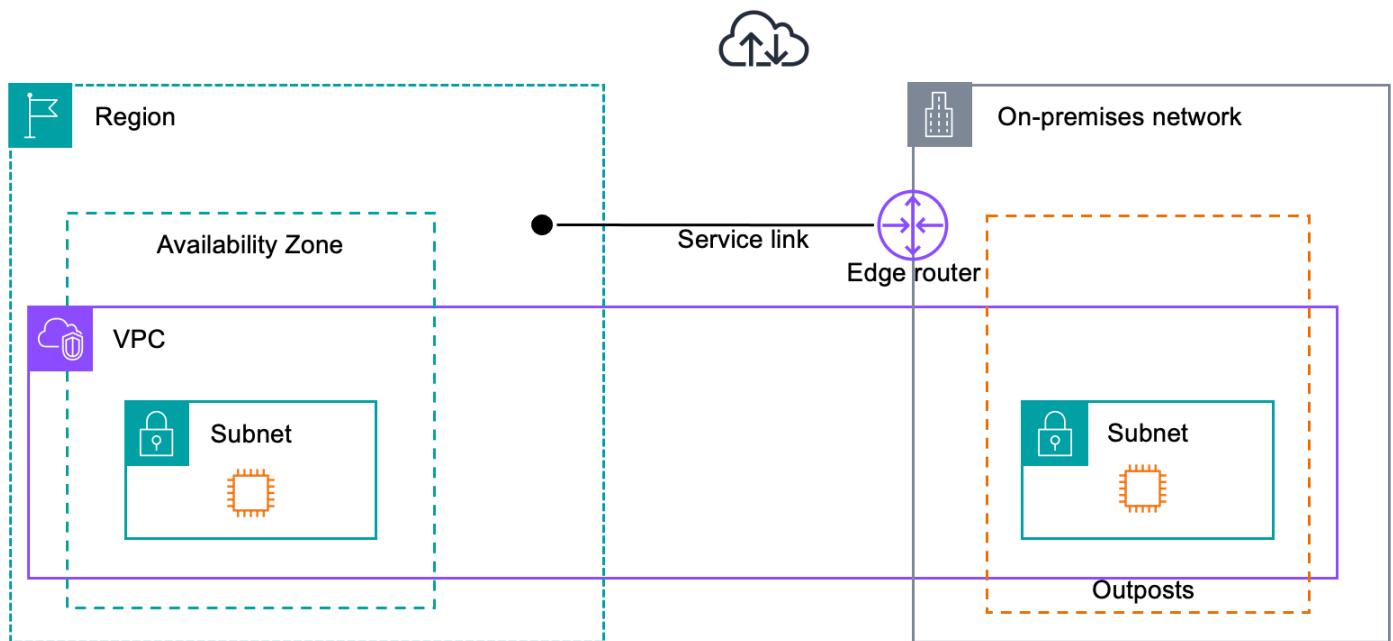 Region
On-premises network
Availability Zone
Service link
Edge router
VPC
Subnet
Subnet
Outposts